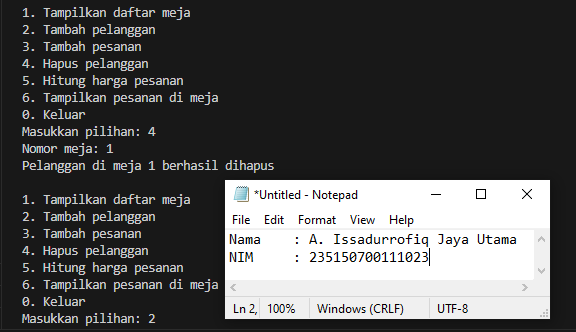 1. Tampilkan daftar meja
2. Tambah pelanggan
3. Tambah pesanan
4. Hapus pelanggan
5. Hitung harga pesanan
6. Tampilkan pesanan di meja
0. Keluar
Masukkan pilihan: 4
Nomor meja: 1
Pelanggan di meja 1 berhasil dihapus
1. Tampilkan daftar meja
2. Tambah pelanggan
3. Tambah pesanan
4. Hapus pelanggan
5. Hitung harga pesanan
6. Tampilkan pesanan di meja
0. Keluar
Masukkan pilihan: 2
*Untitled - Notepad
File Edit Format View Help
Nama : A. Issadurrofiq Jaya Utama
NIM : 235150700111023
Ln 2, 100% Windows (CRLF) UTF-8